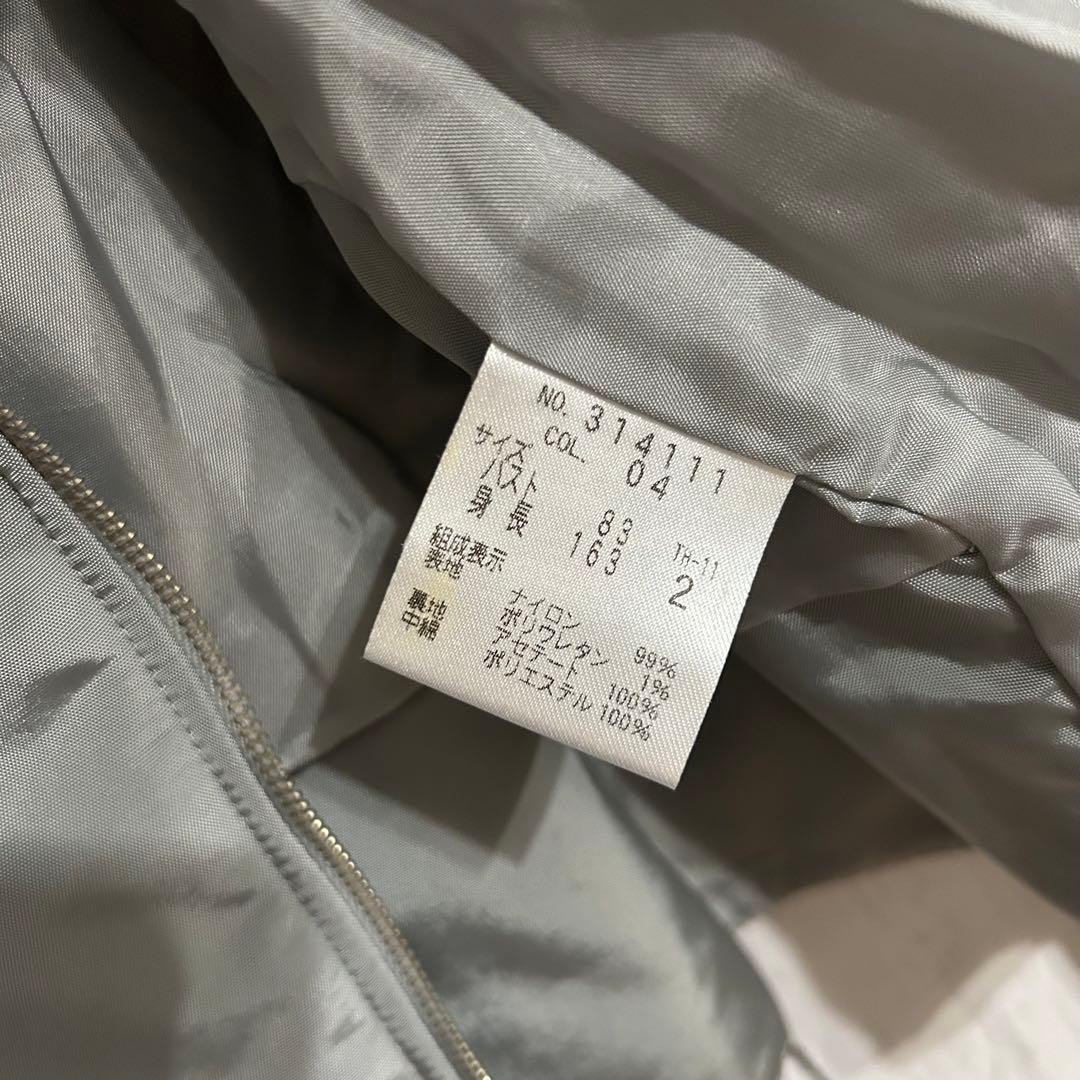 NO. 314111
COL. 04
サイズ
バスト 83
身長 163 TH-11
2
組成表示
表地 ナイロン 99%
ポリウレタン 1%
裏地 アセテート 100%
中綿 ポリエステル 100%